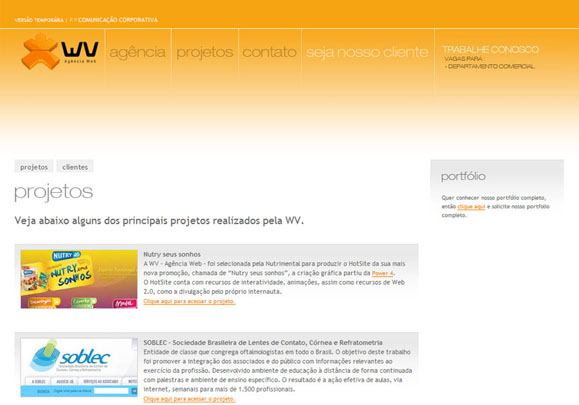 VERSÃO TEMPORÁRIA | COMUNICAÇÃO CORPORATIVA
WV
Agência Web
agência
projetos
contato
seja nosso cliente
TRABALHE CONOSCO
VAGAS PARA
- DEPARTAMENTO COMERCIAL
projetos
clientes
projetos
Veja abaixo alguns dos principais projetos realizados pela WV.
NUTRY
NUTRY
SEUS
SONHOS
Nutry seus sonhos
A WV - Agência Web - foi selecionada pela Nutrimental para produzir o HotSite da sua mais
nova promoção, chamada de "Nutry seus sonhos", a criação gráfica partiu da Power 4.
O HotSite conta com recursos de interatividade, animações, assim como recursos de Web
2.0, como a divulgação pelo próprio internauta.
Clique aqui para acessar o projeto.
soblec
SOBLEC - Sociedade Brasileira de Lentes de Contato, Córnea e Refratometria
Entidade de classe que congrega oftalmologistas em todo o Brasil. O objetivo deste trabalho
foi promover a integração dos associados e do público com informações relevantes ao
exercício da profissão. Desenvolvido ambiente de educação à distância de forma continuada
com palestras e ambiente de ensino específico. O resultado é a ação efetiva de aulas, via
internet, semanais para mais de 1.500 profissionais.
Clique aqui para acessar o projeto.
portfólio
Quer conhecer nosso portfólio completo,
então clique aqui e solicite nosso portfólio
completo.